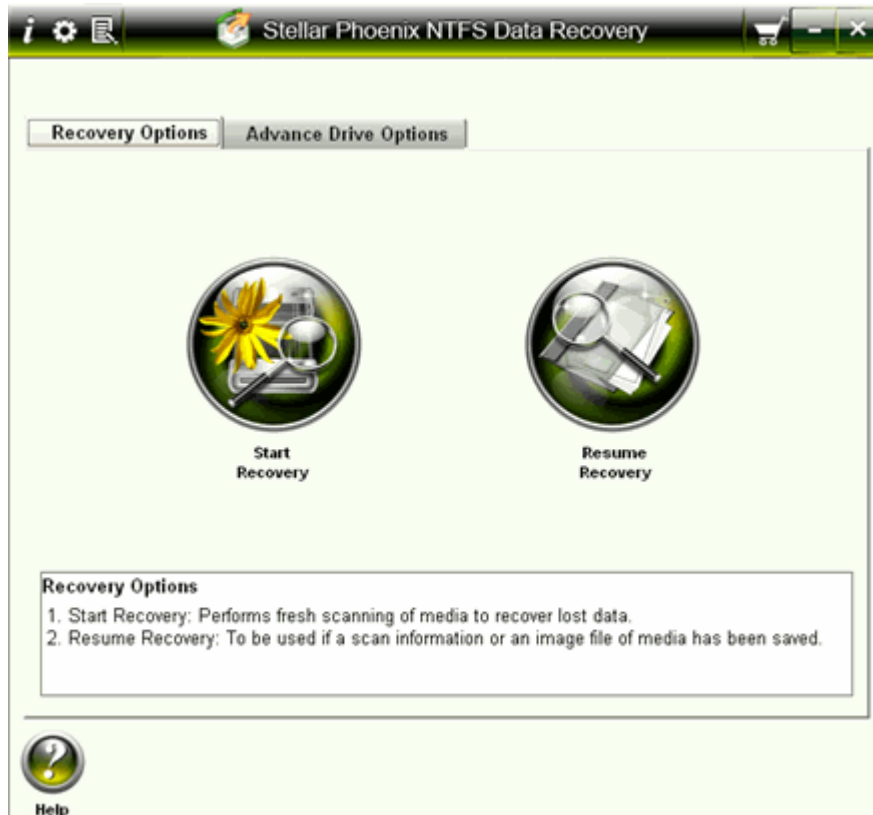 Stellar Phoenix NTFS Data Recovery
Recovery Options
Advance Drive Options
Start
Recovery
Resume
Recovery
Recovery Options
1. Start Recovery: Performs fresh scanning of media to recover lost data.
2. Resume Recovery: To be used if a scan information or an image file of media has been saved.
Help